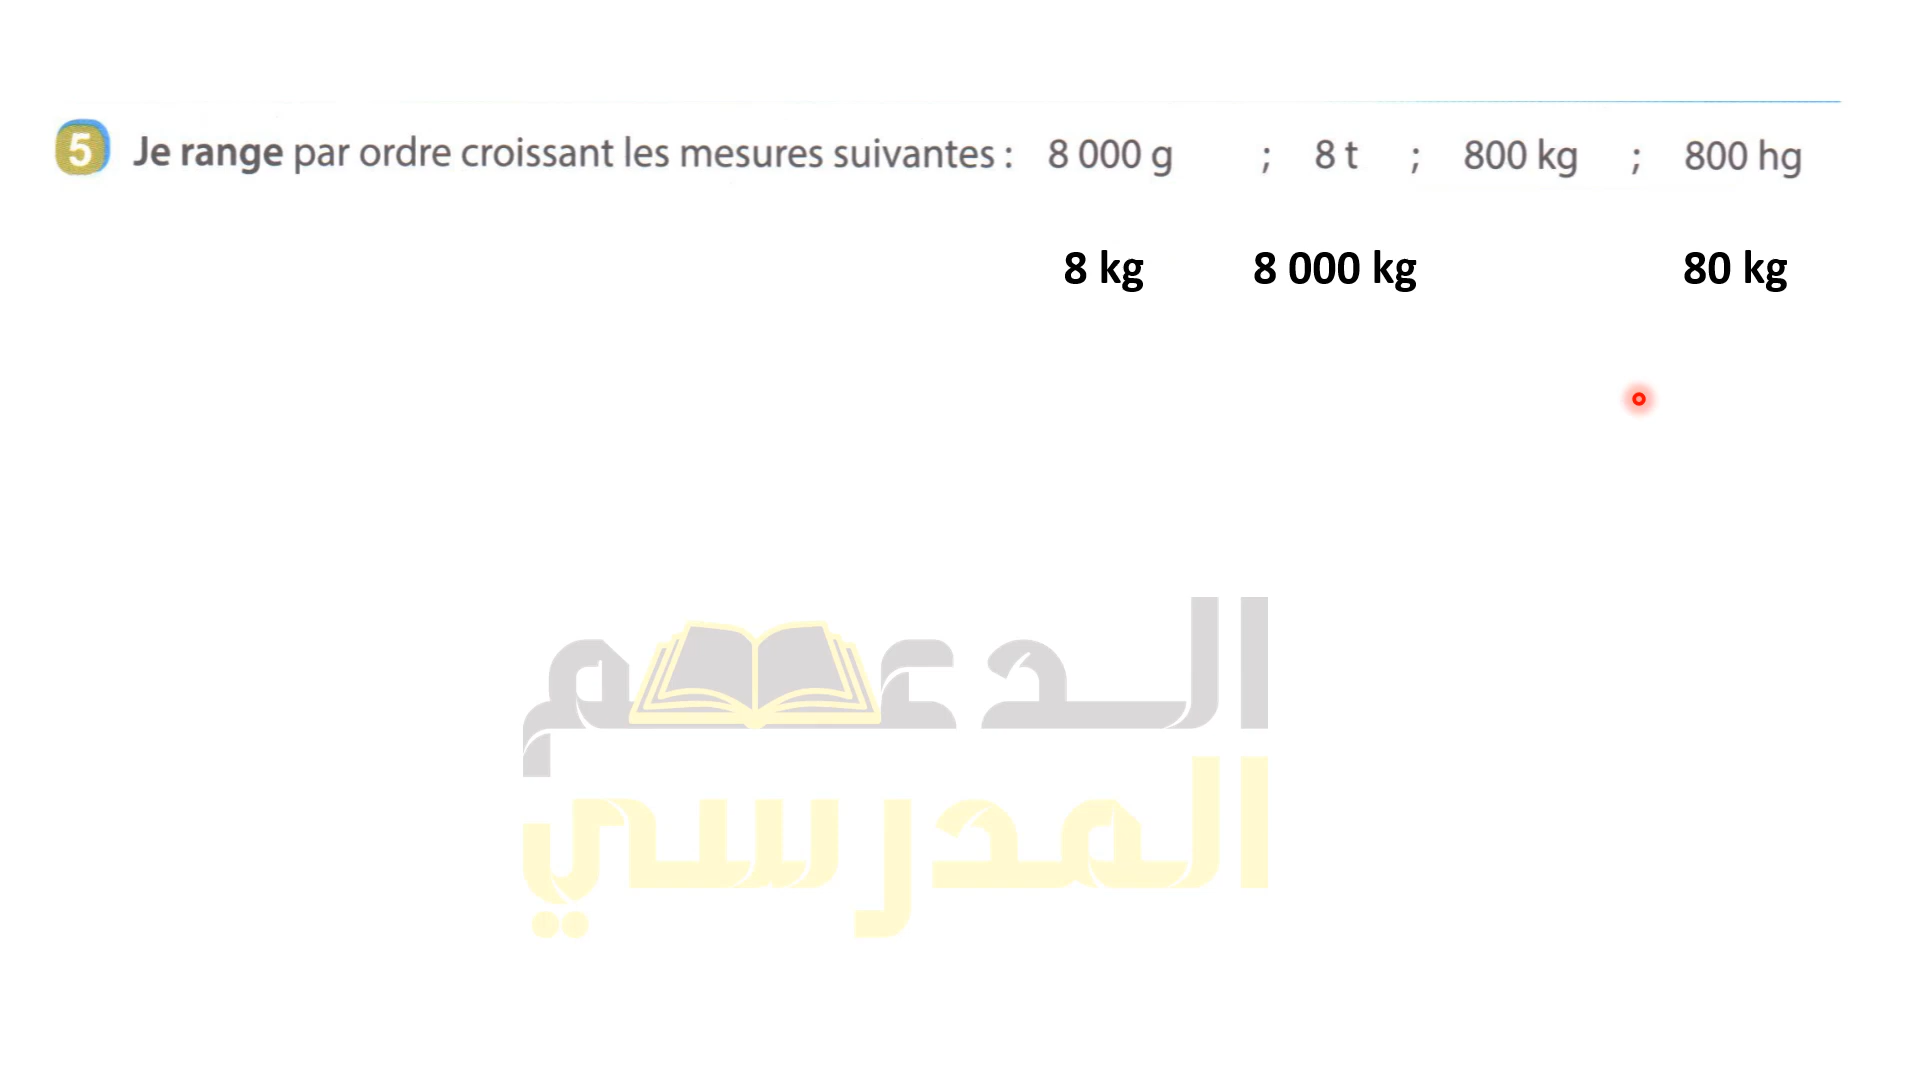 5 Je range par ordre croissant les mesures suivantes : 8 000 g ; 8 t ; 800 kg ; 800 hg
8 kg 8 000 kg 80 kg
الدعم
المدرسي